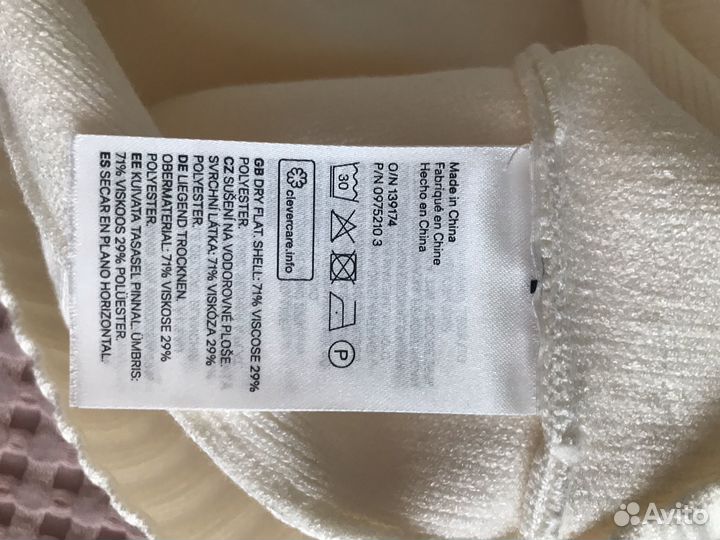 Made in China
Fabriqué en Chine
Hecho en China
O/N 139174
P/N 0975210 3
30
P
clevercare.info
GB DRY FLAT. SHELL: 71% VISCOSE 29%
POLYESTER.
CZ SUŠENÍ NA VODOROVNÉ PLOŠE.
SVRCHNÍ LÁTKA: 71% VISKÓZA 29%
POLYESTER.
DE LIEGEND TROCKNEN.
OBERMATERIAL: 71% VISKOSE 29%
POLYESTER.
EE KUIVATA TASASEL PINNAL. ÜMBRIS:
71% VISKOOS 29% POLÜESTER.
ES SECAR EN PLANO HORIZONTAL.
Avito